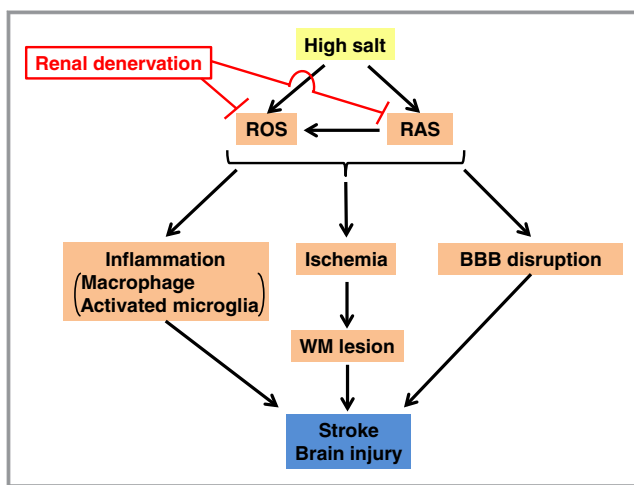 High salt
Renal denervation
ROS
RAS
Inflammation
(Macrophage
Activated microglia)
Ischemia
BBB disruption
WM lesion
Stroke
Brain injury